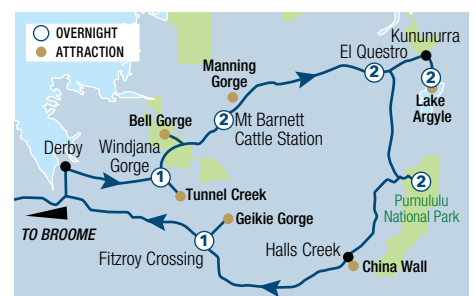 OVERNIGHT
ATTRACTION
Kununurra
El Questro
2
2
Lake
Argyle
Manning
Gorge
Bell Gorge
2
Mt Barnett
Cattle Station
Windjana
Gorge
Derby
1
Tunnel Creek
2
Purnululu
National Park
Geikie Gorge
TO BROOME
1
Fitzroy Crossing
Halls Creek
China Wall